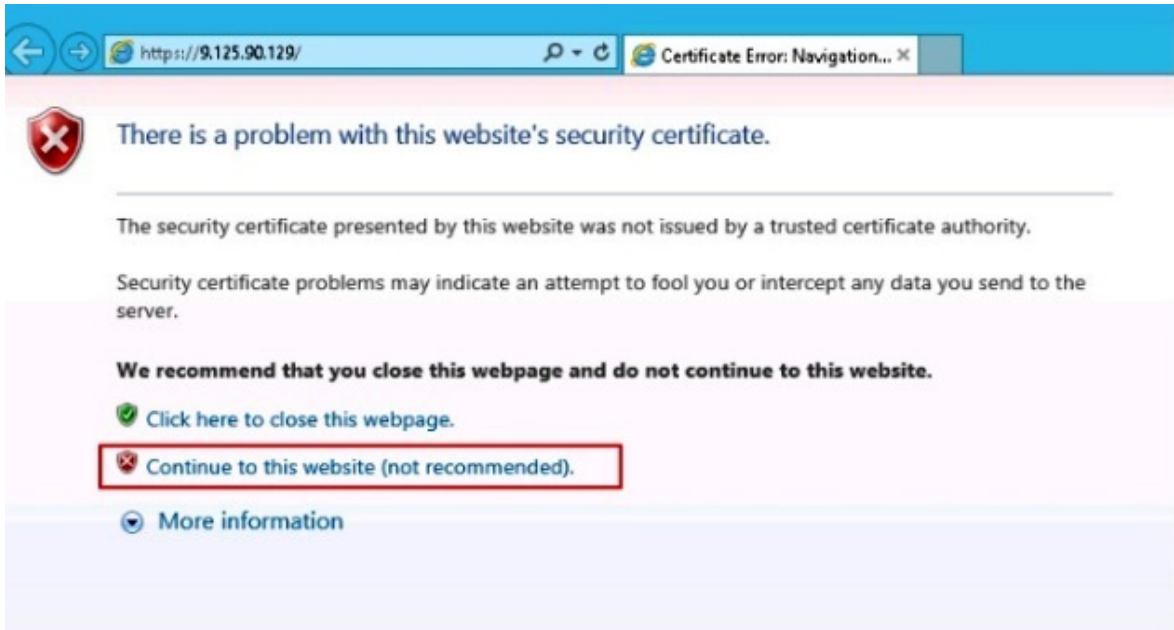 https://9.125.90.129/
Certificate Error: Navigation...
There is a problem with this website's security certificate.
The security certificate presented by this website was not issued by a trusted certificate authority.
Security certificate problems may indicate an attempt to fool you or intercept any data you send to the
server.
We recommend that you close this webpage and do not continue to this website.
Click here to close this webpage.
Continue to this website (not recommended).
More information